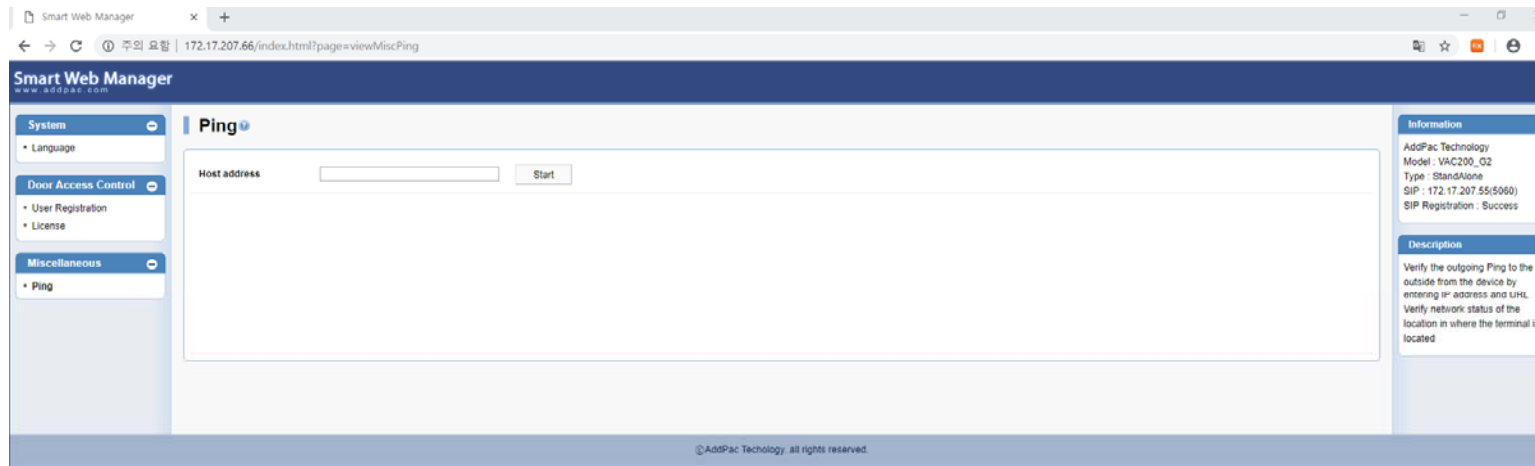 Smart Web Manager
주의 요함 | 172.17.207.66/index.html?page=viewMiscPing
Smart Web Manager
www.addpac.com
System
Language
Door Access Control
User Registration
License
Miscellaneous
Ping
Ping
Host address
Start
Information
AddPac Technology
Model : VAC200_G2
Type : StandAlone
SIP : 172.17.207.55(5060)
SIP Registration : Success
Description
Verify the outgoing Ping to the
outside from the device by
entering IP address and URL
Verify network status of the
location in where the terminal i
located
©AddPac Techology, all rights reserved.